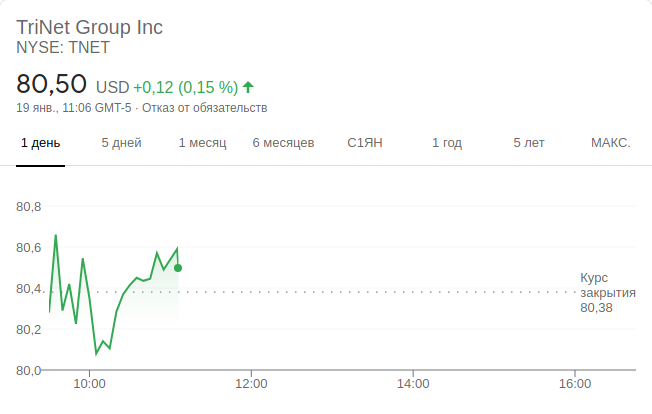 TriNet Group Inc
NYSE: TNET
80,50 USD +0,12 (0,15 %)
19 янв., 11:06 GMT-5 · Отказ от обязательств
1 день 5 дней 1 месяц 6 месяцев С1ЯН 1 год 5 лет МАКС.
80,8
80,6
80,4
80,2
80,0
Курс
закрытия
80,38
10:00 12:00 14:00 16:00